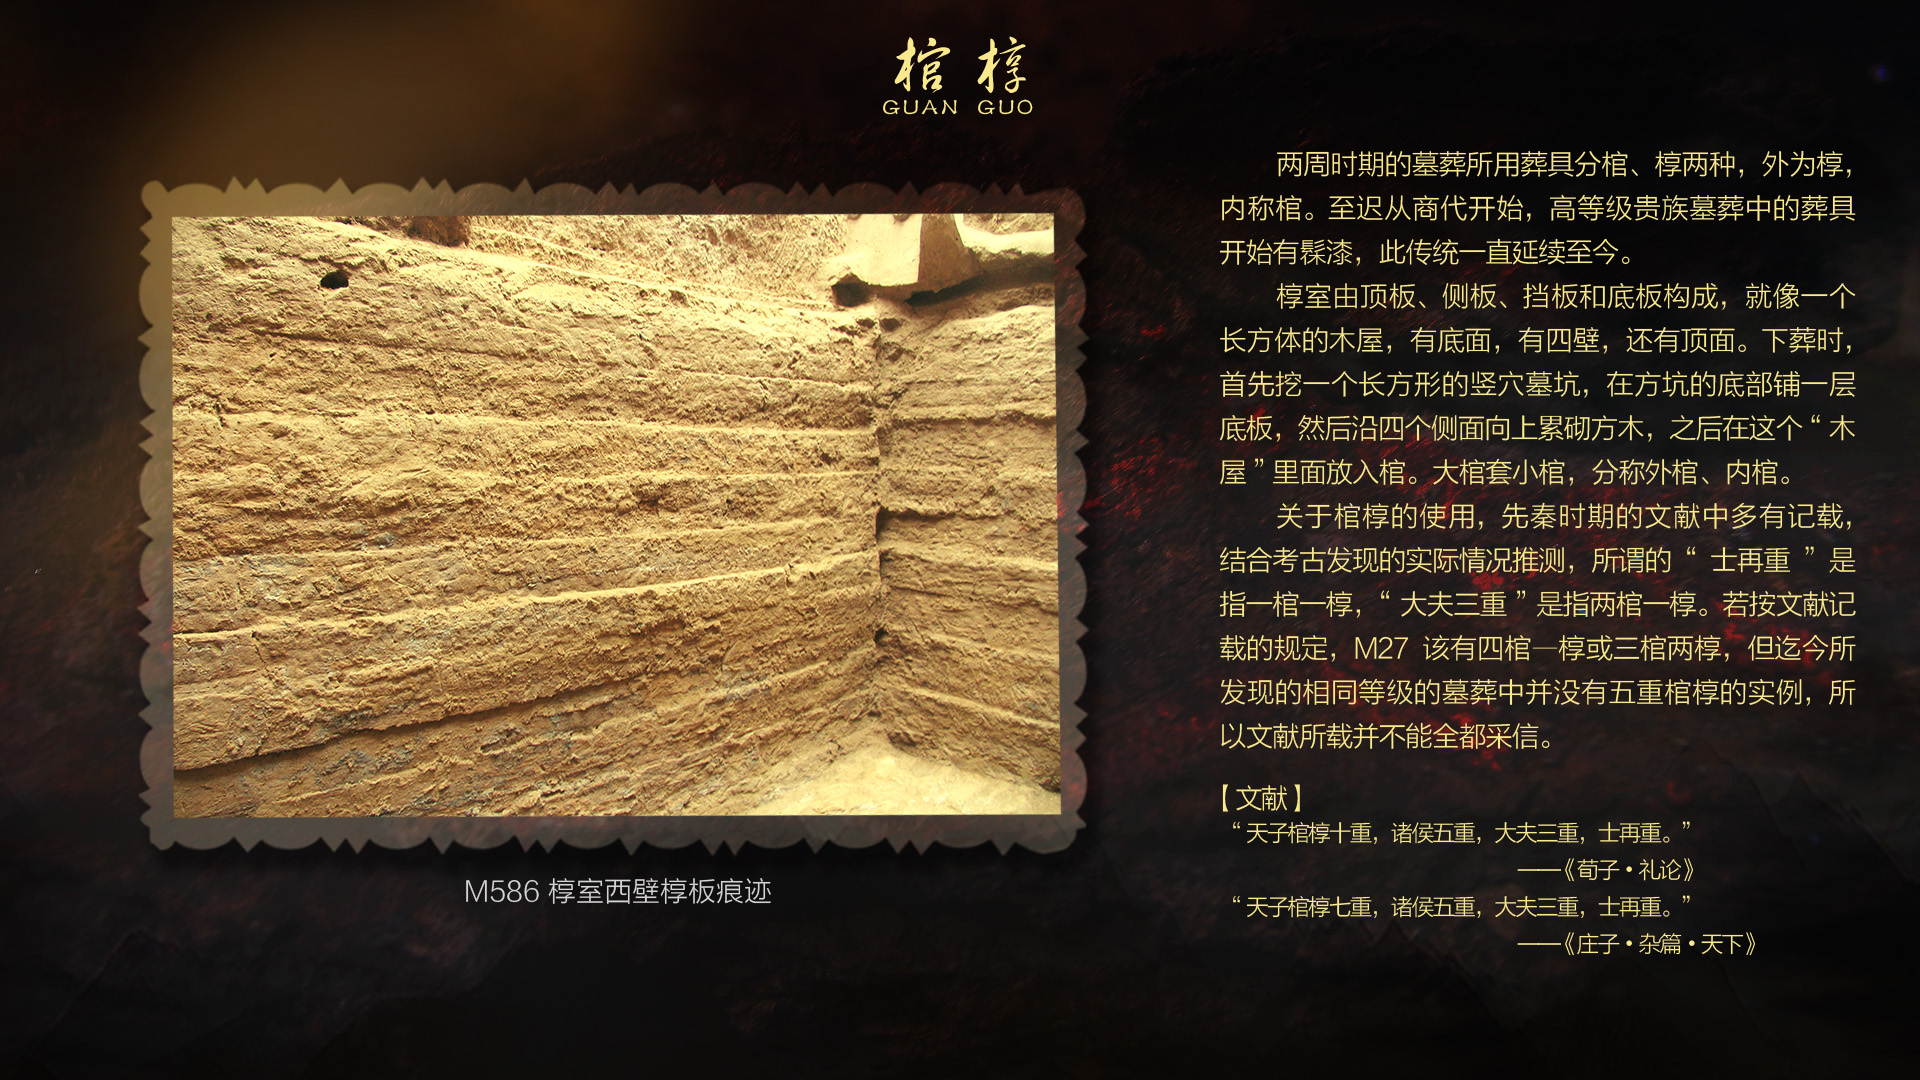 棺 椁
GUAN GUO
两周时期的墓葬所用葬具分棺、椁两种，外为椁，
内称棺。至迟从商代开始，高等级贵族墓葬中的葬具
开始有髹漆，此传统一直延续至今。
椁室由顶板、侧板、挡板和底板构成，就像一个
长方体的木屋，有底面，有四壁，还有顶面。下葬时，
首先挖一个长方形的竖穴墓坑，在方坑的底部铺一层
底板，然后沿四个侧面向上累砌方木，之后在这个“木
屋”里面放入棺。大棺套小棺，分称外棺、内棺。
关于棺椁的使用，先秦时期的文献中多有记载，
结合考古发现的实际情况推测，所谓的“士再重”是
指一棺一椁，“大夫三重”是指两棺一椁。若按文献记
载的规定，M27 该有四棺一椁或三棺两椁，但迄今所
发现的相同等级的墓葬中并没有五重棺椁的实例，所
以文献所载并不能全都采信。
【文献】
“天子棺椁十重，诸侯五重，大夫三重，士再重。”
——《荀子·礼论》
“天子棺椁七重，诸侯五重，大夫三重，士再重。”
——《庄子·杂篇·天下》
M586 椁室西壁椁板痕迹